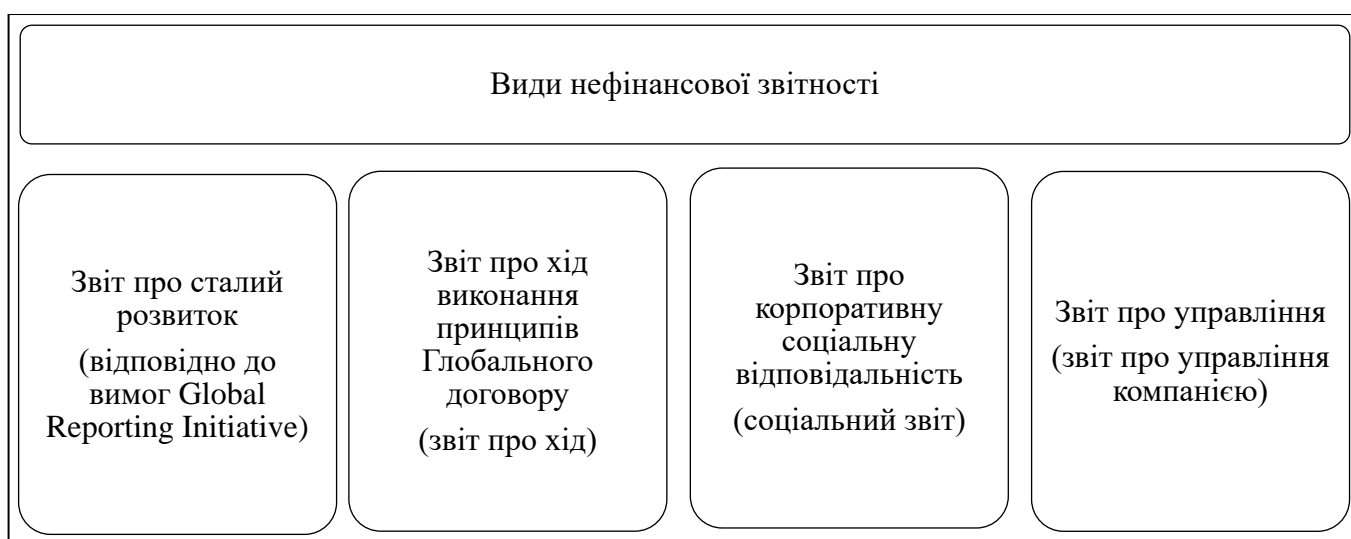 Види нефінансової звітності
Звіт про сталий
розвиток
(відповідно до
вимог Global
Reporting Initiative)
Звіт про хід
виконання
принципів
Глобального
договору
(звіт про хід)
Звіт про
корпоративну
соціальну
відповідальність
(соціальний звіт)
Звіт про управління
(звіт про управління
компанією)